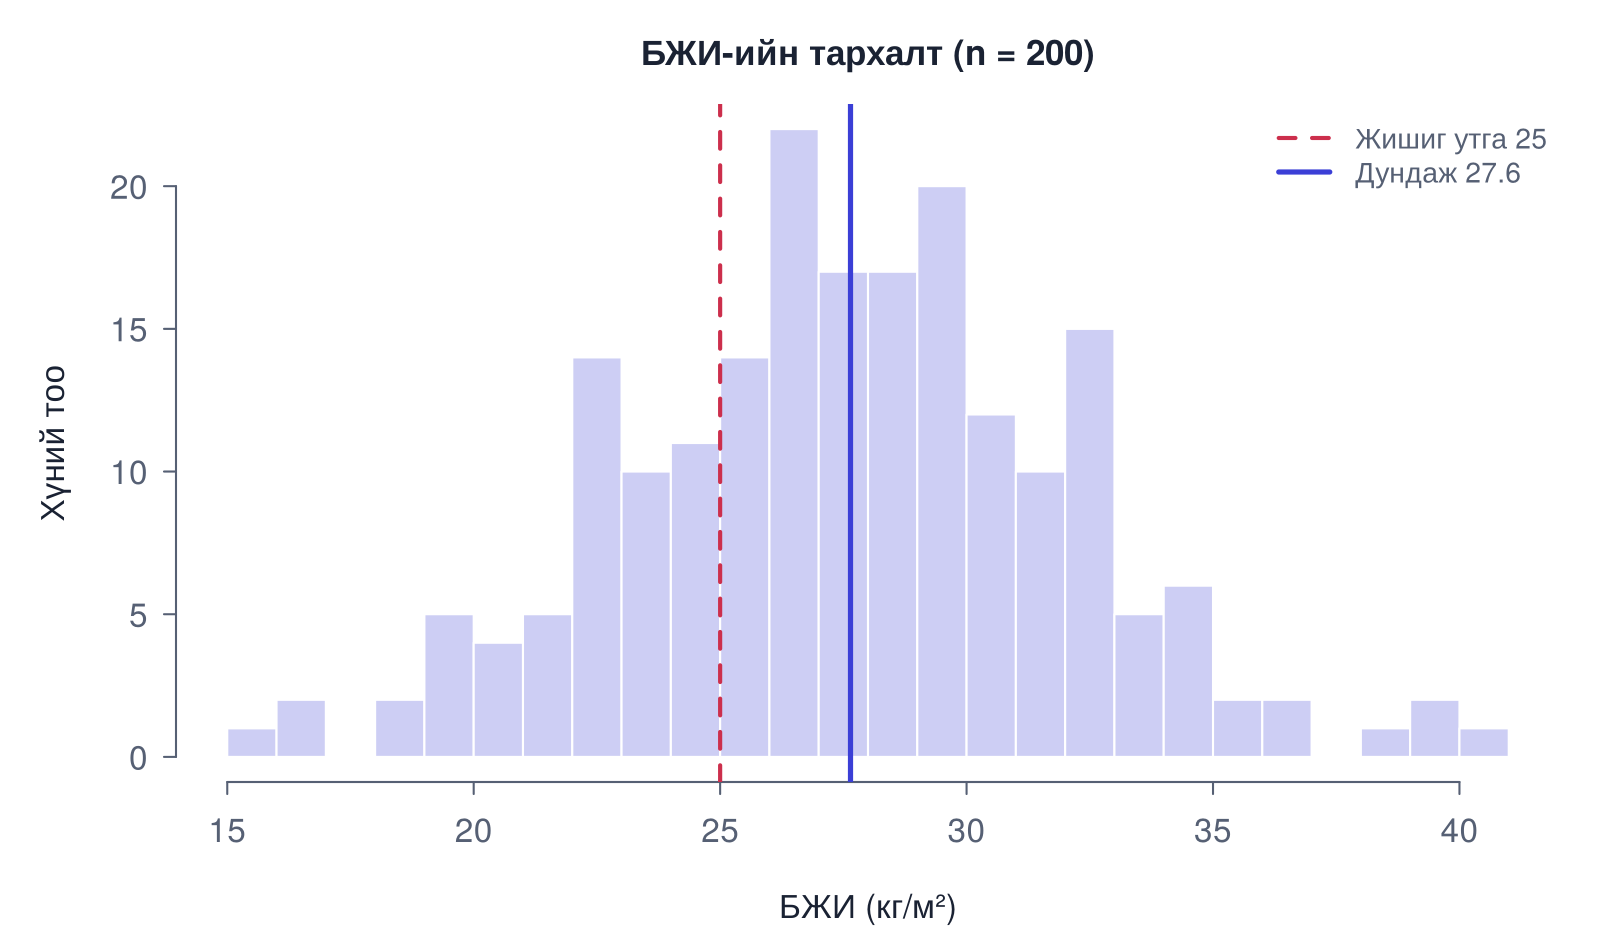 БЖИ-ийн тархалт (n = 200)
Жишиг утга 25
Дундаж 27.6
Хүний тоо
20
15
10
5
0
15 20 25 30 35 40
БЖИ (кг/м²)